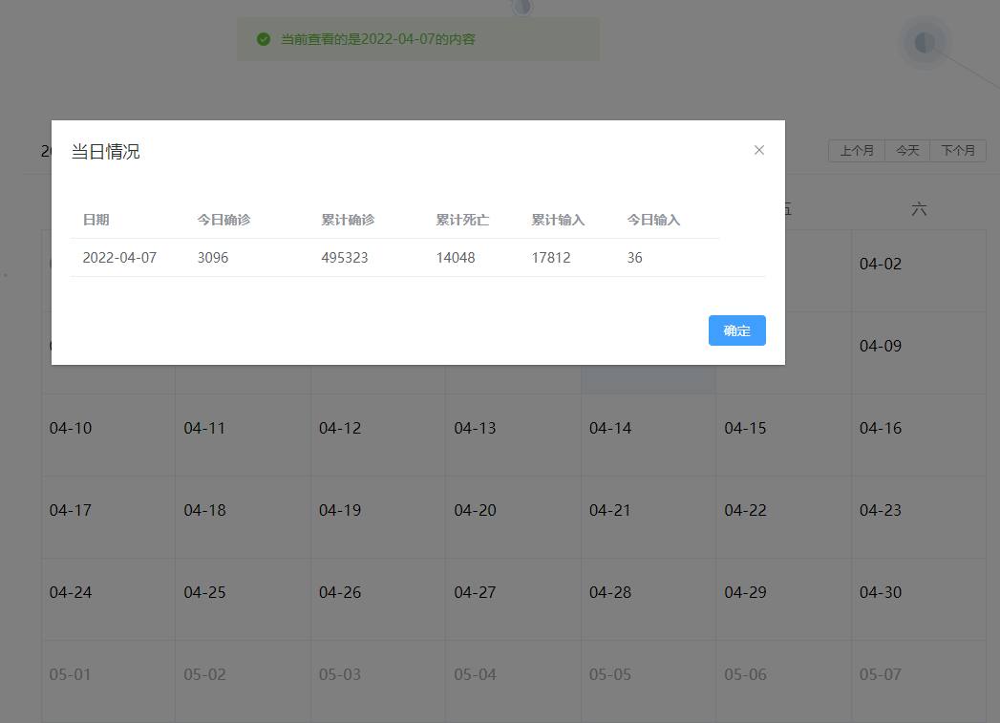 当前查看的是2022-04-07的内容
当日情况
上个月 今天 下个月
日期 今日确诊 累计确诊 累计死亡 累计输入 今日输入
2022-04-07 3096 495323 14048 17812 36
确定
六
04-02
04-09
04-10 04-11 04-12 04-13 04-14 04-15 04-16
04-17 04-18 04-19 04-20 04-21 04-22 04-23
04-24 04-25 04-26 04-27 04-28 04-29 04-30
05-01 05-02 05-03 05-04 05-05 05-06 05-07